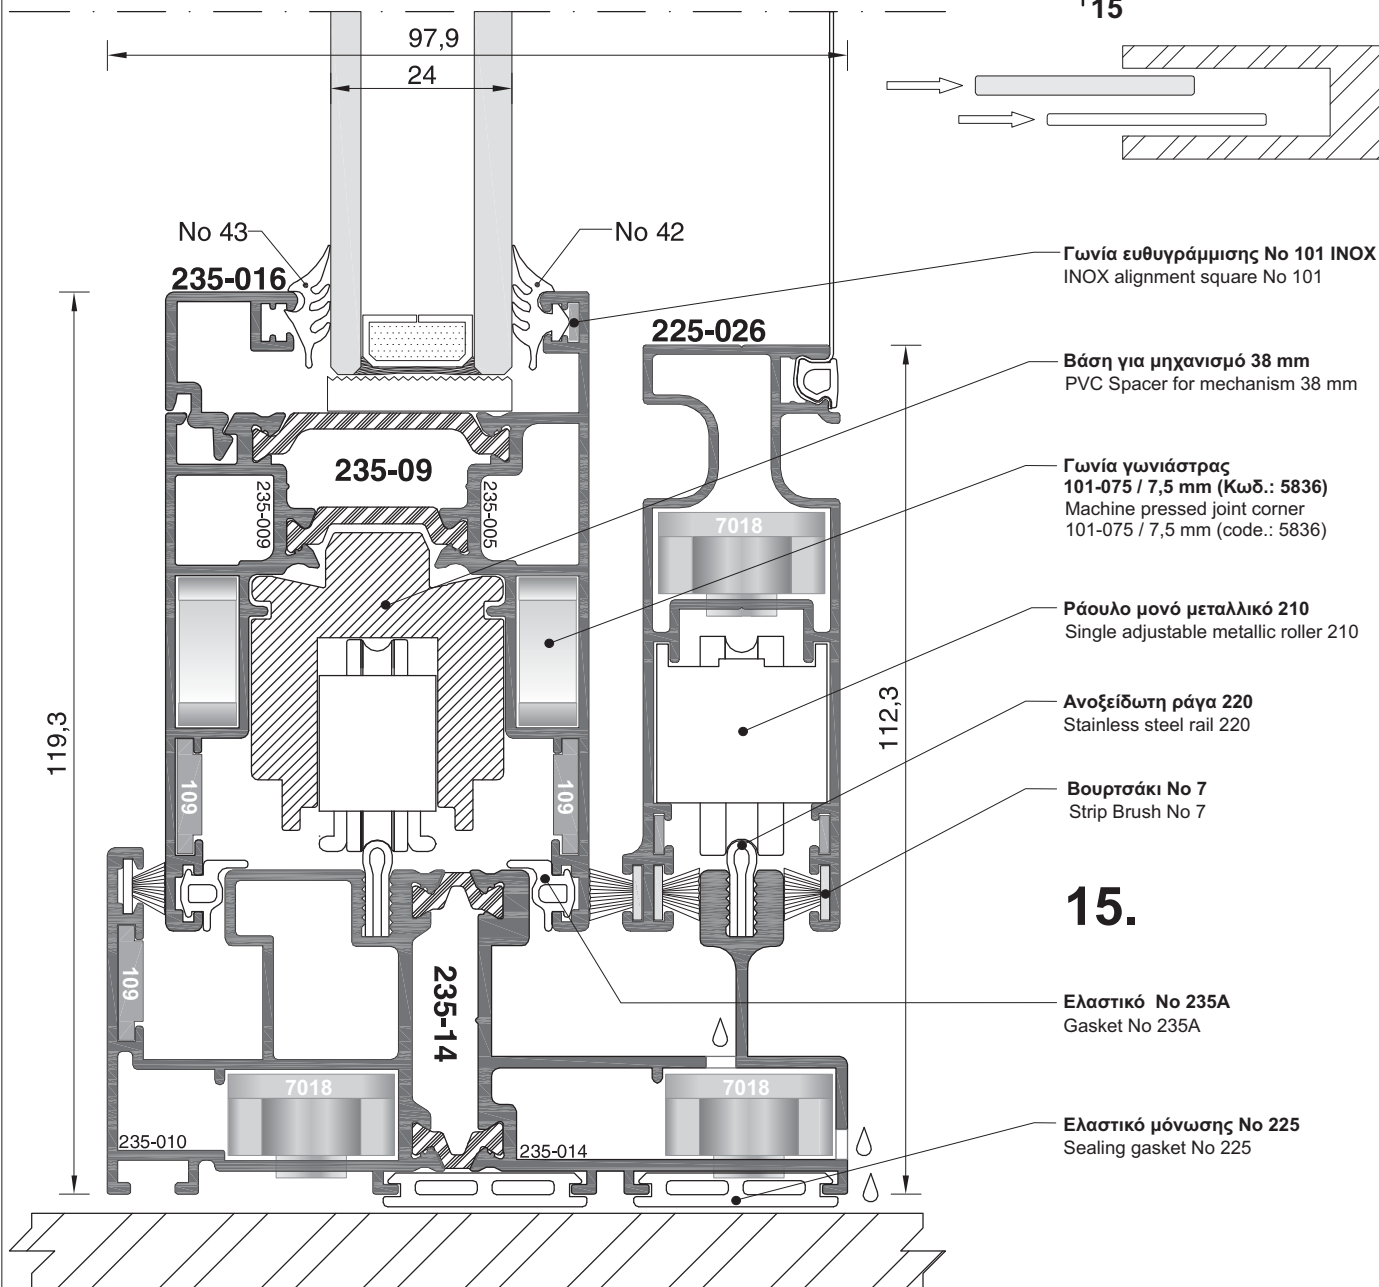 15
97,9
24
No 43
No 42
235-016
Γωνία ευθυγράμμισης No 101 INOX
INOX alignment square No 101
225-026
Βάση για μηχανισμό 38 mm
PVC Spacer for mechanism 38 mm
235-09
235-009
235-005
Γωνία γωνιάστρας
101-075 / 7,5 mm (Κωδ.: 5836)
Machine pressed joint corner
101-075 / 7,5 mm (code.: 5836)
7018
Ράουλο μονό μεταλλικό 210
Single adjustable metallic roller 210
119,3
112,3
Ανοξείδωτη ράγα 220
Stainless steel rail 220
109
109
Βουρτσάκι No 7
Strip Brush No 7
15.
109
235-14
Ελαστικό No 235A
Gasket No 235A
7018
7018
235-010
235-014
Ελαστικό μόνωσης No 225
Sealing gasket No 225